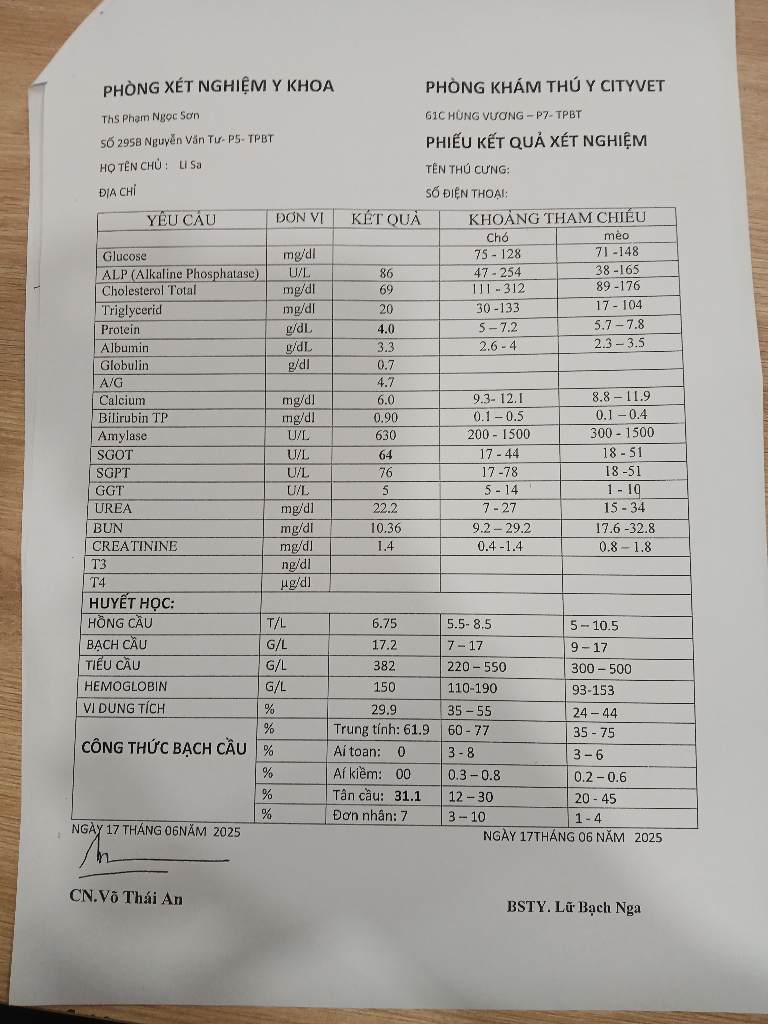 PHÒNG XÉT NGHIỆM Y KHOA
ThS Phạm Ngọc Sơn
SỐ 295B Nguyễn Văn Tư- P5- TPBT
HỌ TÊN CHỦ : Li Sa
ĐỊA CHỈ
PHÒNG KHÁM THÚ Y CITYVET
61C HÙNG VƯƠNG – P7- TPBT
PHIẾU KẾT QUẢ XÉT NGHIỆM
TÊN THÚ CƯNG:
SỐ ĐIỆN THOẠI:
YÊU CẦU ĐƠN VỊ KẾT QUẢ KHOẢNG THAM CHIẾU
Chó mèo
Glucose mg/dl 75 - 128 71 -148
ALP (Alkaline Phosphatase) U/L 86 47 - 254 38 -165
Cholesterol Total mg/dl 69 111 - 312 89 -176
Triglycerid mg/dl 20 30 -133 17 - 104
Protein g/dL 4.0 5 – 7.2 5.7 – 7.8
Albumin g/dL 3.3 2.6 - 4 2.3 – 3.5
Globulin g/dl 0.7
A/G 4.7
Calcium mg/dl 6.0 9.3- 12.1 8.8 – 11.9
Bilirubin TP mg/dl 0.90 0.1 – 0.5 0.1 – 0.4
Amylase U/L 630 200 - 1500 300 - 1500
SGOT U/L 64 17 - 44 18 - 51
SGPT U/L 76 17 -78 18 -51
GGT U/L 5 5 - 14 1 - 10
UREA mg/dl 22.2 7 - 27 15 - 34
BUN mg/dl 10.36 9.2 – 29.2 17.6 -32.8
CREATININE mg/dl 1.4 0.4 -1.4 0.8 – 1.8
T3 ng/dl
T4 µg/dl
HUYẾT HỌC:
HỒNG CẦU T/L 6.75 5.5- 8.5 5 – 10.5
BẠCH CẦU G/L 17.2 7 – 17 9 – 17
TIỂU CẦU G/L 382 220 – 550 300 – 500
HEMOGLOBIN G/L 150 110-190 93-153
VI DUNG TÍCH % 29.9 35 – 55 24 – 44
CÔNG THỨC BẠCH CẦU
% Trung tính: 61.9 60 - 77 35 - 75
% Aí toan: 0 3 - 8 3 – 6
% Aí kiềm: 00 0.3 – 0.8 0.2 – 0.6
% Tân cầu: 31.1 12 – 30 20 - 45
% Đơn nhân: 7 3 – 10 1 - 4
NGÀY 17 THÁNG 06NĂM 2025
NGÀY 17THÁNG 06 NĂM 2025
CN.Võ Thái An
BSTY. Lữ Bạch Nga